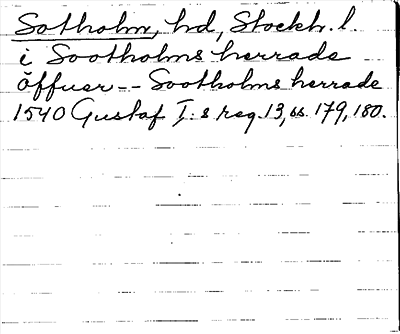 Sotholm, hd, Stockh. l.
i Sootholms herrade
öffuer -- Sootholms herrade
1540 Gustaf I:s reg. 13, ss. 179, 180.